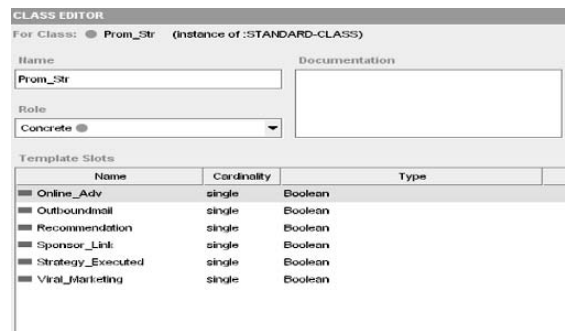 CLASS EDITOR
For Class: Prom_Str (instance of :STANDARD-CLASS)
Name Documentation
Prom_Str
Role
Concrete
Template Slots
Name Cardinality Type
Online_Adv single Boolean
Outboundmail single Boolean
Recommendation single Boolean
Sponsor_Link single Boolean
Strategy_Executed single Boolean
Viral_Marketing single Boolean